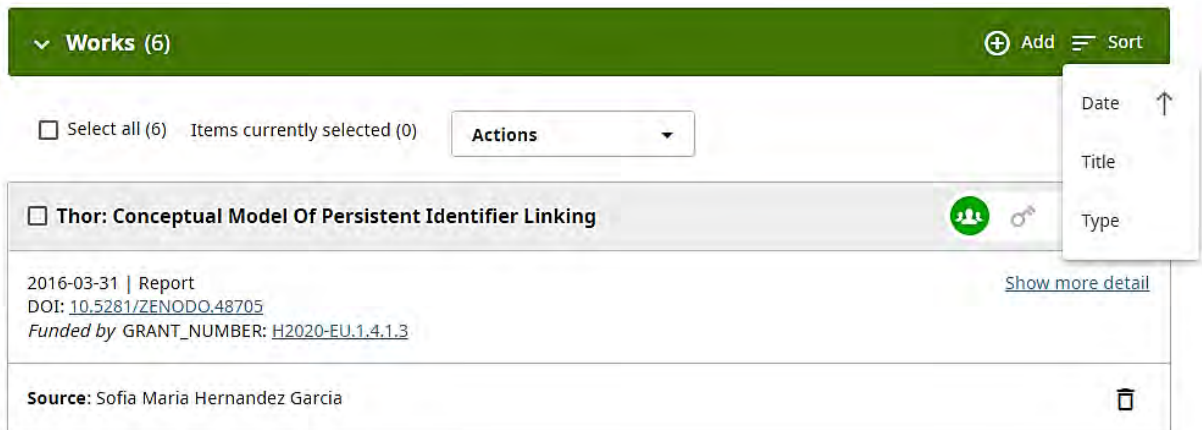 Works (6) Add Sort
Date
Select all (6) Items currently selected (0) Actions
Title
Thor: Conceptual Model Of Persistent Identifier Linking
Type
2016-03-31 | Report Show more detail
DOI: 10.5281/ZENODO.48705
Funded by GRANT_NUMBER: H2020-EU.1.4.1.3
Source: Sofia Maria Hernandez Garcia